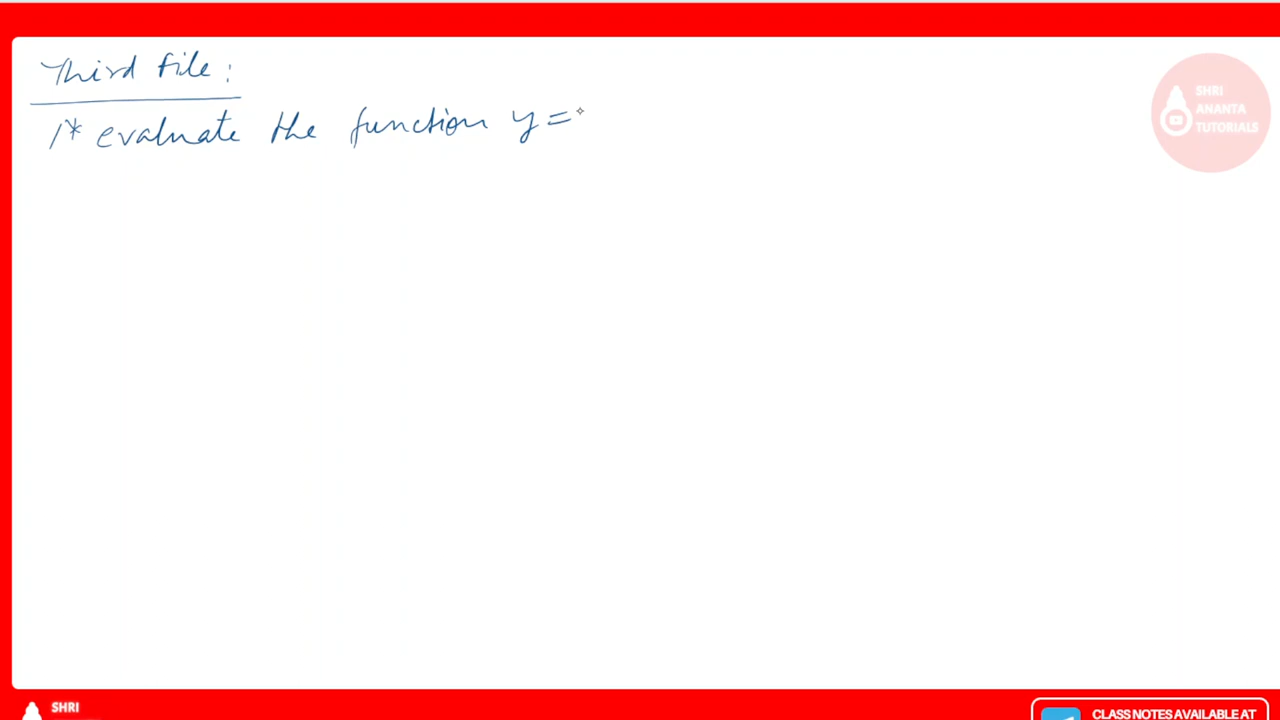 Third file:
/* evaluate the function y=
SHRI
ANANTA
TUTORIALS
SHRI
CLASS NOTES AVAILABLE AT